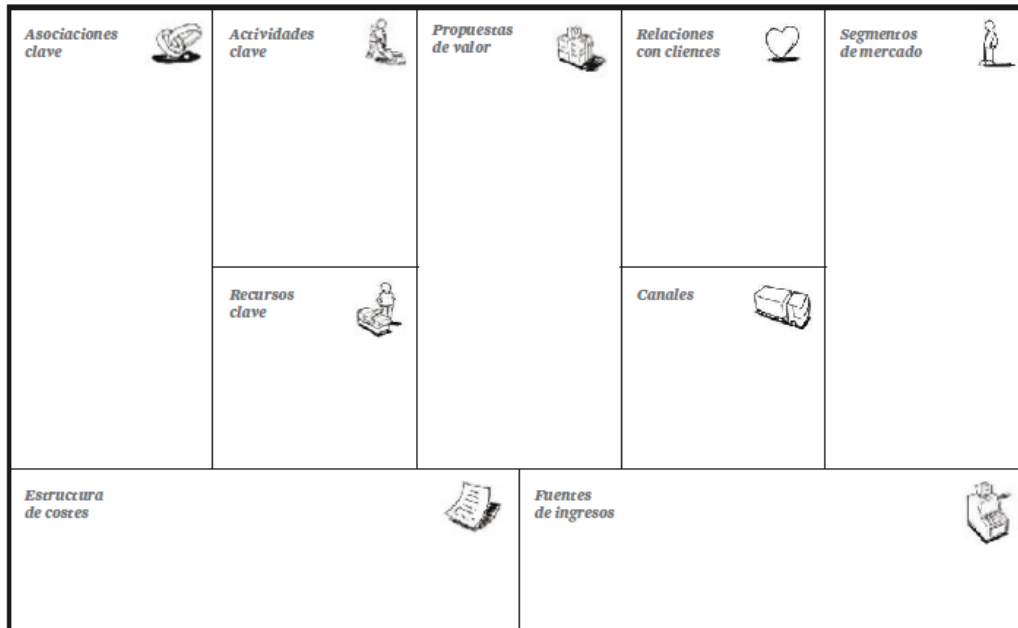 Asociaciones
clave
Actividades
clave
Propuestas
de valor
Relaciones
con clientes
Segmentos
de mercado
Recursos
clave
Canales
Estructura
de costes
Fuentes
de ingresos